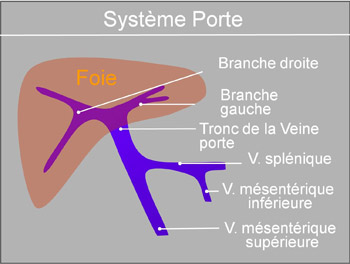 Système Porte
Foie
Branche droite
Branche
gauche
Tronc de la Veine
porte
V. splénique
V. mésentérique
inférieure
V. mésentérique
supérieure